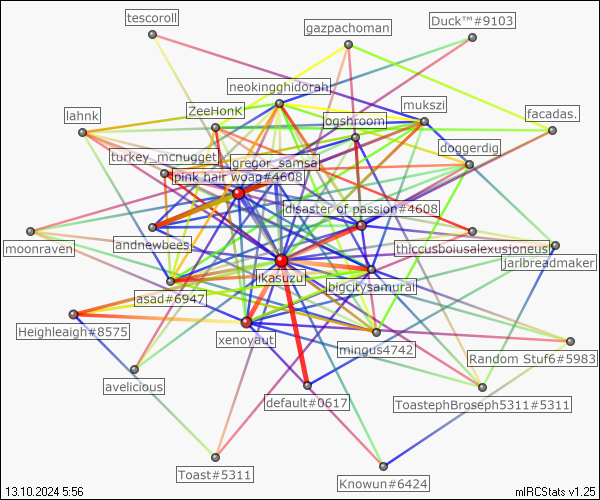 tescoroll
gazpachoman
Duck™#9103
neokingghidorah
ZeeHonK
mukszi
lahnk
ogshroom
facadas.
doggerdig
turkey_mcnugget
gregor_samsa
pink hair woag#4608
disaster of passion#4608
moonraven
andnewbees
thiccusboiusalexusjoneus
jarlbreadmaker
likasuzu
bigcitysamurai
asad#6947
Heighleaigh#8575
xenoyaut
mingus4742
Random Stuf6#5983
avelicious
default#0617
ToastephBroseph5311#5311
Toast#5311
Knowun#6424
13.10.2024 5:56
mIRCStats v1.25